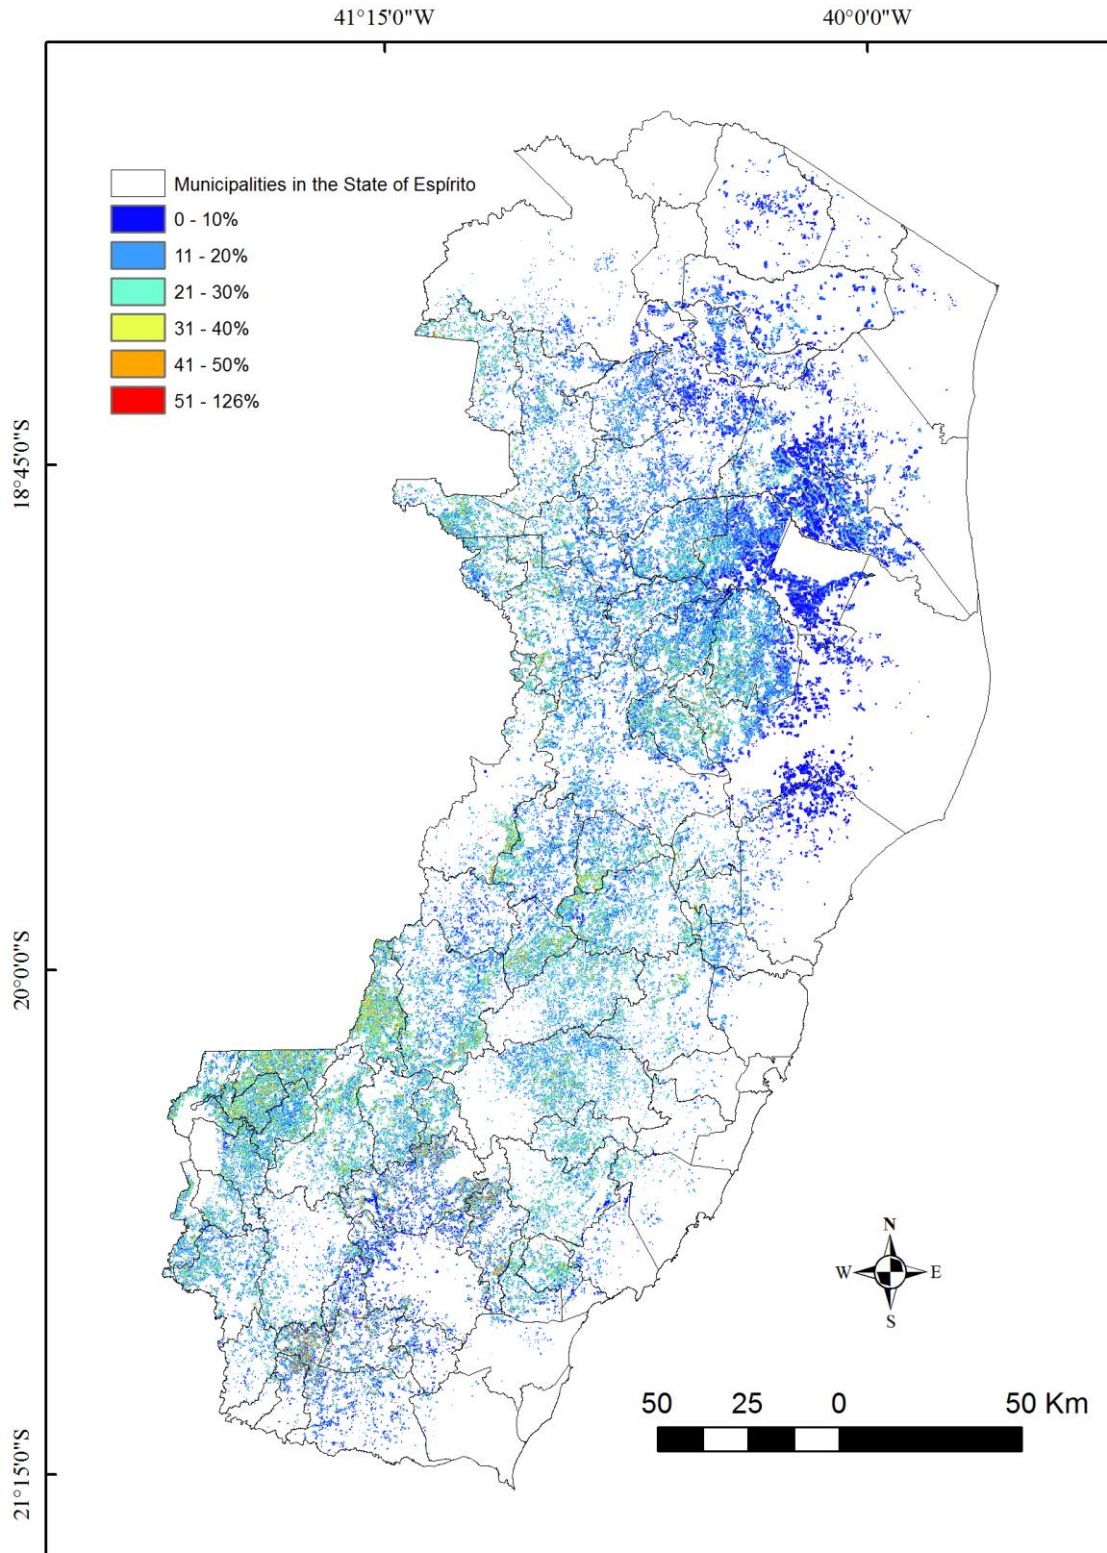 41°15'0"W
40°0'0"W
Municipalities in the State of Espírito
0 - 10%
11 - 20%
21 - 30%
31 - 40%
41 - 50%
51 - 126%
18°45'0"S
20°0'0"S
21°15'0"S
N
W E
S
50 25 0 50 Km